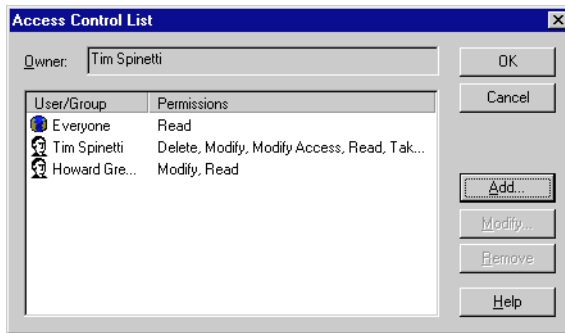 Access Control List
Owner: Tim Spinetti
OK
Cancel
User/Group Permissions
Everyone Read
Tim Spinetti Delete, Modify, Modify Access, Read, Tak...
Howard Gre... Modify, Read
Add...
Modify...
Remove
Help